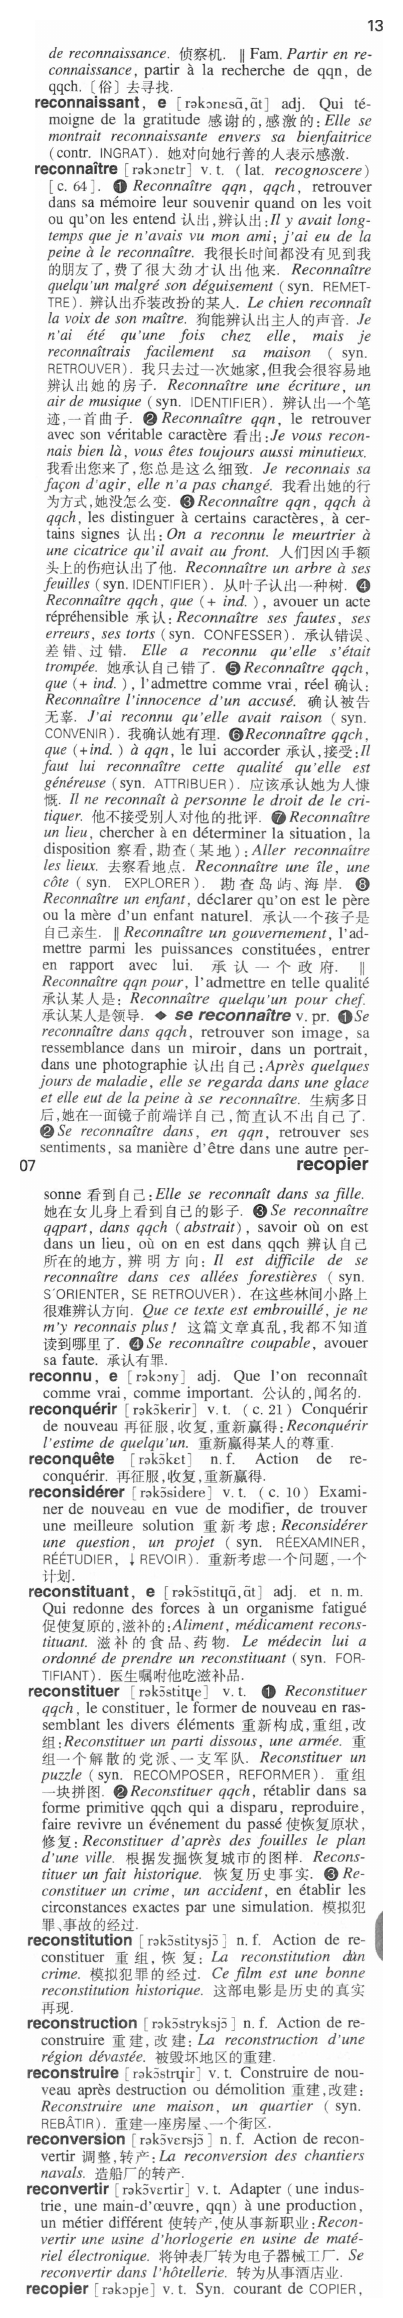 13
de reconnaissance. 侦察机. ‖ Fam. Partir en re-
connaissance, partir à la recherche de qqn, de
qqch. 〔俗〕去寻找.
reconnaissant, e [rəkɔnɛsɑ̃,ɑ̃t] adj. Qui té-
moigne de la gratitude 感谢的,感激的: Elle se
montrait reconnaissante envers sa bienfaitrice
(contr. INGRAT). 她对向她行善的人表示感激.
reconnaître [rəkɔnɛtr] v. t. (lat. recognoscere)
[c. 64]. ❶ Reconnaître qqn, qqch, retrouver
dans sa mémoire leur souvenir quand on les voit
ou qu'on les entend 认出,辨认出: Il y avait long-
temps que je n'avais vu mon ami; j'ai eu de la
peine à le reconnaître. 我很长时间都没有见到我
的朋友了,费了很大劲才认出他来. Reconnaître
quelqu'un malgré son déguisement (syn. REMET-
TRE). 辨认出乔装改扮的某人. Le chien reconnaît
la voix de son maître. 狗能辨认出主人的声音. Je
n'ai été qu'une fois chez elle, mais je
reconnaîtrais facilement sa maison ( syn.
RETROUVER). 我只去过一次她家,但我会很容易地
辨认出她的房子. Reconnaître une écriture, un
air de musique (syn. IDENTIFIER). 辨认出一个笔
迹,一首曲子. ❷ Reconnaître qqn, le retrouver
avec son véritable caractère 看出: Je vous recon-
nais bien là, vous êtes toujours aussi minutieux.
我看出您来了,您总是这么细致. Je reconnais sa
façon d'agir, elle n'a pas changé. 我看出她的行
为方式,她没怎么变. ❸ Reconnaître qqn, qqch à
qqch, les distinguer à certains caractères, à cer-
tains signes 认出: On a reconnu le meurtrier à
une cicatrice qu'il avait au front. 人们因凶手额
头上的伤疤认出了他. Reconnaître un arbre à ses
feuilles (syn. IDENTIFIER). 从叶子认出一种树. ❹
Reconnaître qqch, que (+ ind. ), avouer un acte
répréhensible 承认: Reconnaître ses fautes, ses
erreurs, ses torts (syn. CONFESSER). 承认错误、
差错、过错. Elle a reconnu qu'elle s'était
trompée. 她承认自己错了. ❺ Reconnaître qqch,
que (+ ind. ), l'admettre comme vrai, réel 确认:
Reconnaître l'innocence d'un accusé. 确认被告
无辜. J'ai reconnu qu'elle avait raison ( syn.
CONVENIR). 我确认她有理. ❻ Reconnaître qqch,
que (+ind. ) à qqn, le lui accorder 承认,接受: Il
faut lui reconnaître cette qualité qu'elle est
généreuse (syn. ATTRIBUER). 应该承认她为人慷
慨. Il ne reconnaît à personne le droit de le cri-
tiquer. 他不接受别人对他的批评. ❼ Reconnaître
un lieu, chercher à en déterminer la situation, la
disposition 察看,勘查(某地): Aller reconnaître
les lieux. 去察看地点. Reconnaître une île, une
côte ( syn. EXPLORER). 勘查岛屿、海岸. ❽
Reconnaître un enfant, déclarer qu'on est le père
ou la mère d'un enfant naturel. 承认一个孩子是
自己亲生. ‖ Reconnaître un gouvernement, l'ad-
mettre parmi les puissances constituées, entrer
en rapport avec lui. 承认一个政府. ‖
Reconnaître qqn pour, l'admettre en telle qualité
承认某人是: Reconnaître quelqu'un pour chef.
承认某人是领导. ◆ se reconnaître v. pr. ❶ Se
reconnaître dans qqch, retrouver son image, sa
ressemblance dans un miroir, dans un portrait,
dans une photographie 认出自己: Après quelques
jours de maladie, elle se regarda dans une glace
et elle eut de la peine à se reconnaître. 生病多日
后,她在一面镜子前端详自己,简直认不出自己了.
❷ Se reconnaître dans, en qqn, retrouver ses
sentiments, sa manière d'être dans une autre per-
07 recopier
sonne 看到自己: Elle se reconnaît dans sa fille.
她在女儿身上看到自己的影子. ❸ Se reconnaître
qqpart, dans qqch (abstrait), savoir où on est
dans un lieu, où on en est dans qqch 辨认自己
所在的地方, 辨明方向: Il est difficile de se
reconnaître dans ces allées forestières ( syn.
S'ORIENTER, SE RETROUVER). 在这些林间小路上
很难辨认方向. Que ce texte est embrouillé, je ne
m'y reconnais plus! 这篇文章真乱,我都不知道
读到哪里了. ❹ Se reconnaître coupable, avouer
sa faute. 承认有罪.
reconnu, e [rəkɔny] adj. Que l'on reconnaît
comme vrai, comme important. 公认的,闻名的.
reconquérir [rəkɔ̃kerir] v. t. ( c. 21) Conquérir
de nouveau 再征服,收复,重新赢得: Reconquérir
l'estime de quelqu'un. 重新赢得某人的尊重.
reconquête [rəkɔ̃kɛt] n. f. Action de re-
conquérir. 再征服,收复,重新赢得.
reconsidérer [rəkɔ̃sidere] v. t. ( c. 10) Exami-
ner de nouveau en vue de modifier, de trouver
une meilleure solution 重新考虑: Reconsidérer
une question, un projet (syn. RÉEXAMINER,
RÉÉTUDIER, ↓REVOIR). 重新考虑一个问题,一个
计划.
reconstituant, e [rəkɔ̃stitɥɑ̃,ɑ̃t] adj. et n. m.
Qui redonne des forces à un organisme fatigué
促使复原的,滋补的: Aliment, médicament recons-
tituant. 滋补的食品、药物. Le médecin lui a
ordonné de prendre un reconstituant (syn. FOR-
TIFIANT). 医生嘱咐他吃滋补品.
reconstituer [rəkɔ̃stitɥe] v. t. ❶ Reconstituer
qqch, le constituer, le former de nouveau en ras-
semblant les divers éléments 重新构成,重组,改
组: Reconstituer un parti dissous, une armée. 重
组一个解散的党派、一支军队. Reconstituer un
puzzle (syn. RECOMPOSER, REFORMER). 重组
一块拼图. ❷ Reconstituer qqch, rétablir dans sa
forme primitive qqch qui a disparu, reproduire,
faire revivre un événement du passé 使恢复原状,
修复: Reconstituer d'après des fouilles le plan
d'une ville. 根据发掘恢复城市的图样. Recons-
tituer un fait historique. 恢复历史事实. ❸ Re-
constituer un crime, un accident, en établir les
circonstances exactes par une simulation. 模拟犯
罪、事故的经过.
reconstitution [rəkɔ̃stitysjɔ̃] n. f. Action de re-
constituer 重组, 恢复: La reconstitution d'un
crime. 模拟犯罪的经过. Ce film est une bonne
reconstitution historique. 这部电影是历史的真实
再现.
reconstruction [rəkɔ̃stryksjɔ̃] n. f. Action de re-
construire 重建,改建: La reconstruction d'une
région dévastée. 被毁坏地区的重建.
reconstruire [rəkɔ̃strɥir] v. t. Construire de nou-
veau après destruction ou démolition 重建,改建:
Reconstruire une maison, un quartier ( syn.
REBÂTIR). 重建一座房屋、一个街区.
reconversion [rəkɔ̃vɛrsjɔ̃] n. f. Action de recon-
vertir 调整,转产: La reconversion des chantiers
navals. 造船厂的转产.
reconvertir [rəkɔ̃vɛrtir] v. t. Adapter (une indus-
trie, une main-d'œuvre, qqn) à une production,
un métier différent 使转产,使从事新职业: Recon-
vertir une usine d'horlogerie en usine de maté-
riel électronique. 将钟表厂转为电子器械工厂. Se
reconvertir dans l'hôtellerie. 转为从事酒店业.
recopier [rəkɔpje] v. t. Syn. courant de COPIER,